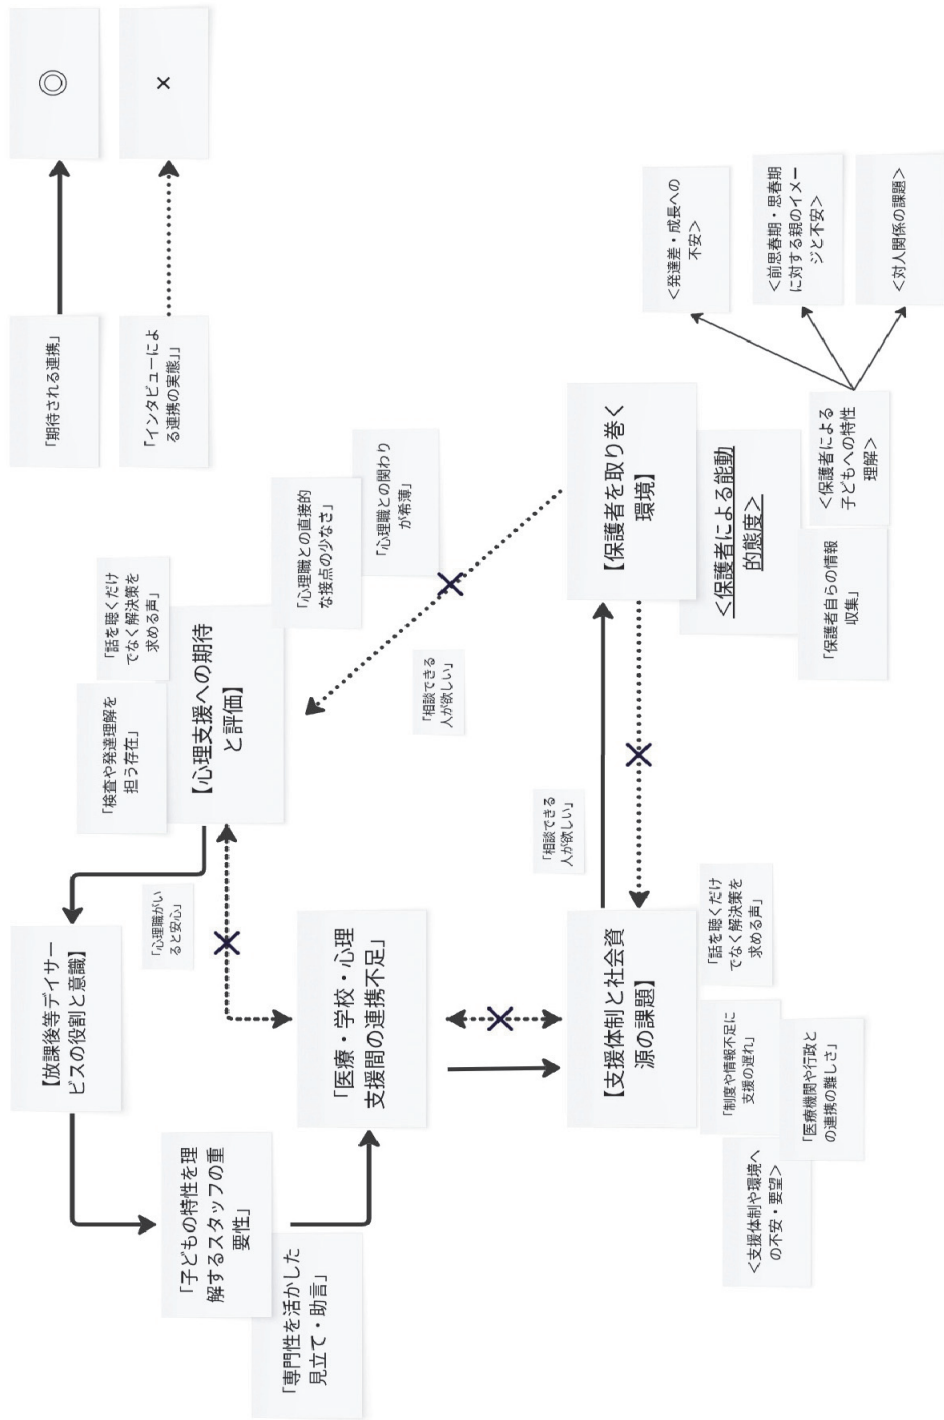 【放課後等デイサー
ビスの役割と意識】
「検査や発達理解を
担う存在」
「話を聴くだけ
でなく解決策を
求める声」
「期待される連携」
◎
「インタビューによ
る連携の実態」」
×
「子どもの特性を理
解するスタッフの重
要性」
「専門性を活かした
見立て・助言」
「心理職がい
ると安心」
【心理支援への期待
と評価】
「心理職との直接的
な接点の少なさ」
「心理職との関わり
が希薄」
「医療・学校・心理
支援間の連携不足」
「相談できる
人が欲しい」
「相談できる
人が欲しい」
【支援体制と社会資
源の課題】
【保護者を取り巻く
環境】
<発達差・成長への
不安>
「話を聴くだけ
でなく解決策を
求める声」
「制度や情報不足に
支援の遅れ」
<支援体制や環境へ
の不安・要望>
「医療機関や行政と
の連携の難しさ」
<保護者による能動
的態度>
「保護者自らの情報
収集」
<保護者による
子どもへの特性
理解>
<前思春期・思春期
に対する親のイメー
ジと不安>
<対人関係の課題>